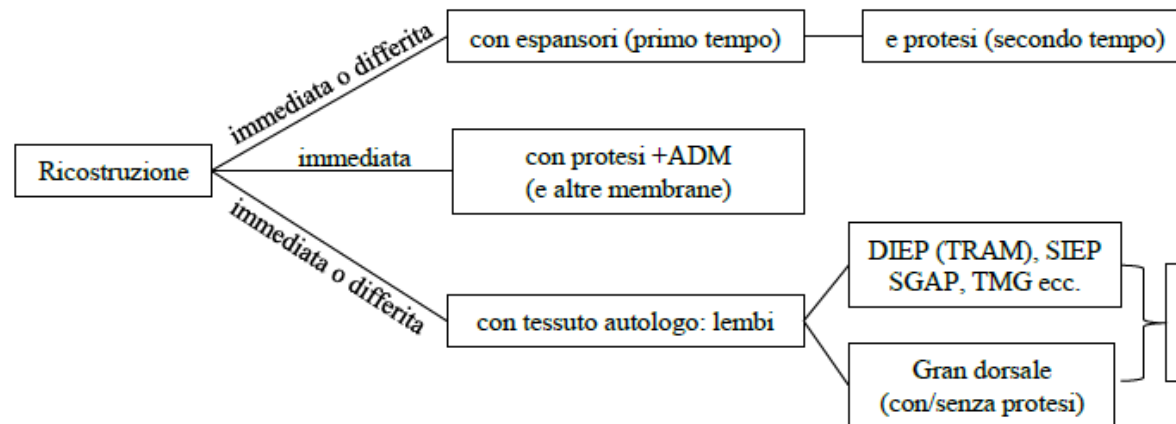 Ricostruzione
immediata o differita
con espansori (primo tempo)
e protesi (secondo tempo)
immediata
con protesi +ADM
(e altre membrane)
immediata o differita
con tessuto autologo: lembi
DIEP (TRAM), SIEP
SGAP, TMG ecc.
Gran dorsale
(con/senza protesi)